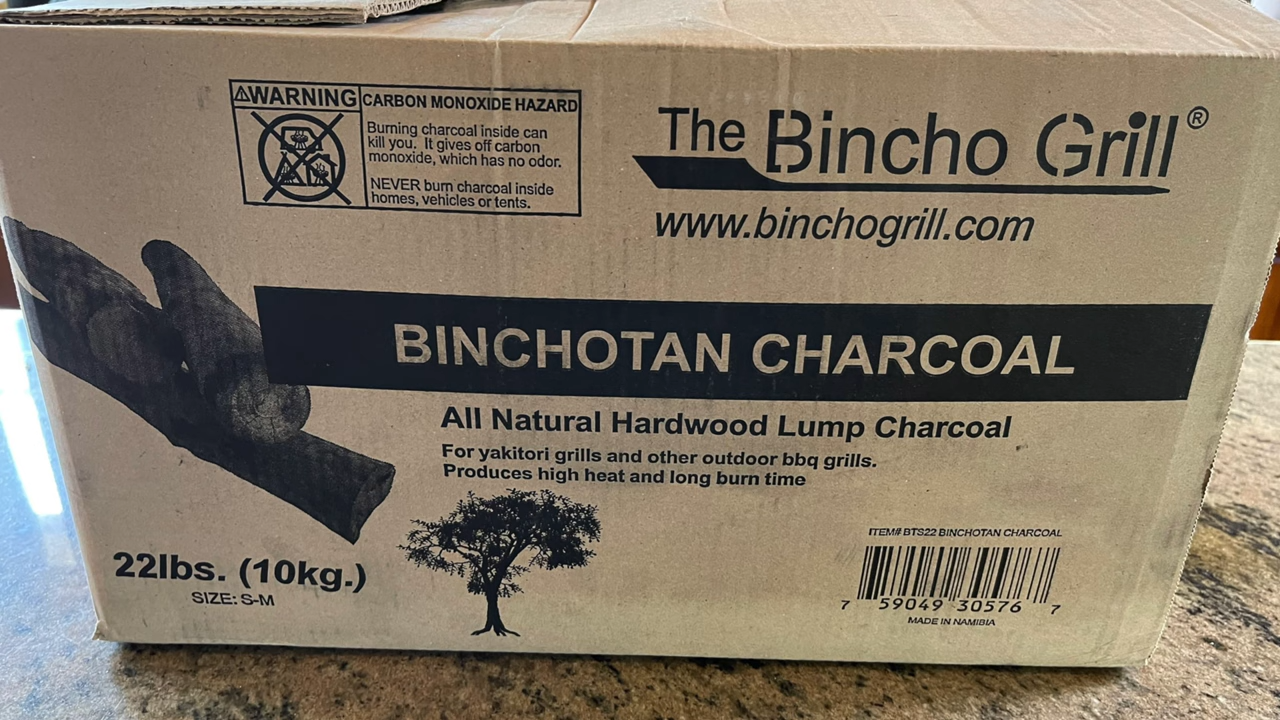 ⚠WARNING
CARBON MONOXIDE HAZARD
Burning charcoal inside can
kill you. It gives off carbon
monoxide, which has no odor.
NEVER burn charcoal inside
homes, vehicles or tents.
The Bincho Grill®
www.binchogrill.com
BINCHOTAN CHARCOAL
All Natural Hardwood Lump Charcoal
For yakitori grills and other outdoor bbq grills.
Produces high heat and long burn time
22lbs. (10kg.)
SIZE: S-M
ITEM# BTS22 BINCHOTAN CHARCOAL
7 59049 30576 7
MADE IN NAMIBIA